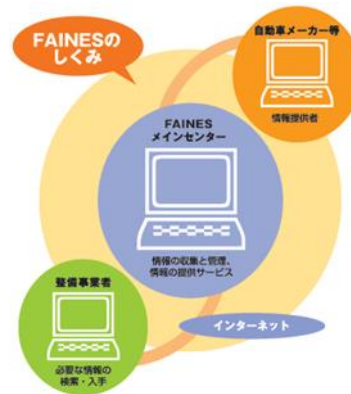 FAINESの
しくみ
自動車メーカー等
情報提供者
FAINES
メインセンター
情報の収集と管理、
情報の提供サービス
整備事業者
必要な情報の
検索・入手
インターネット